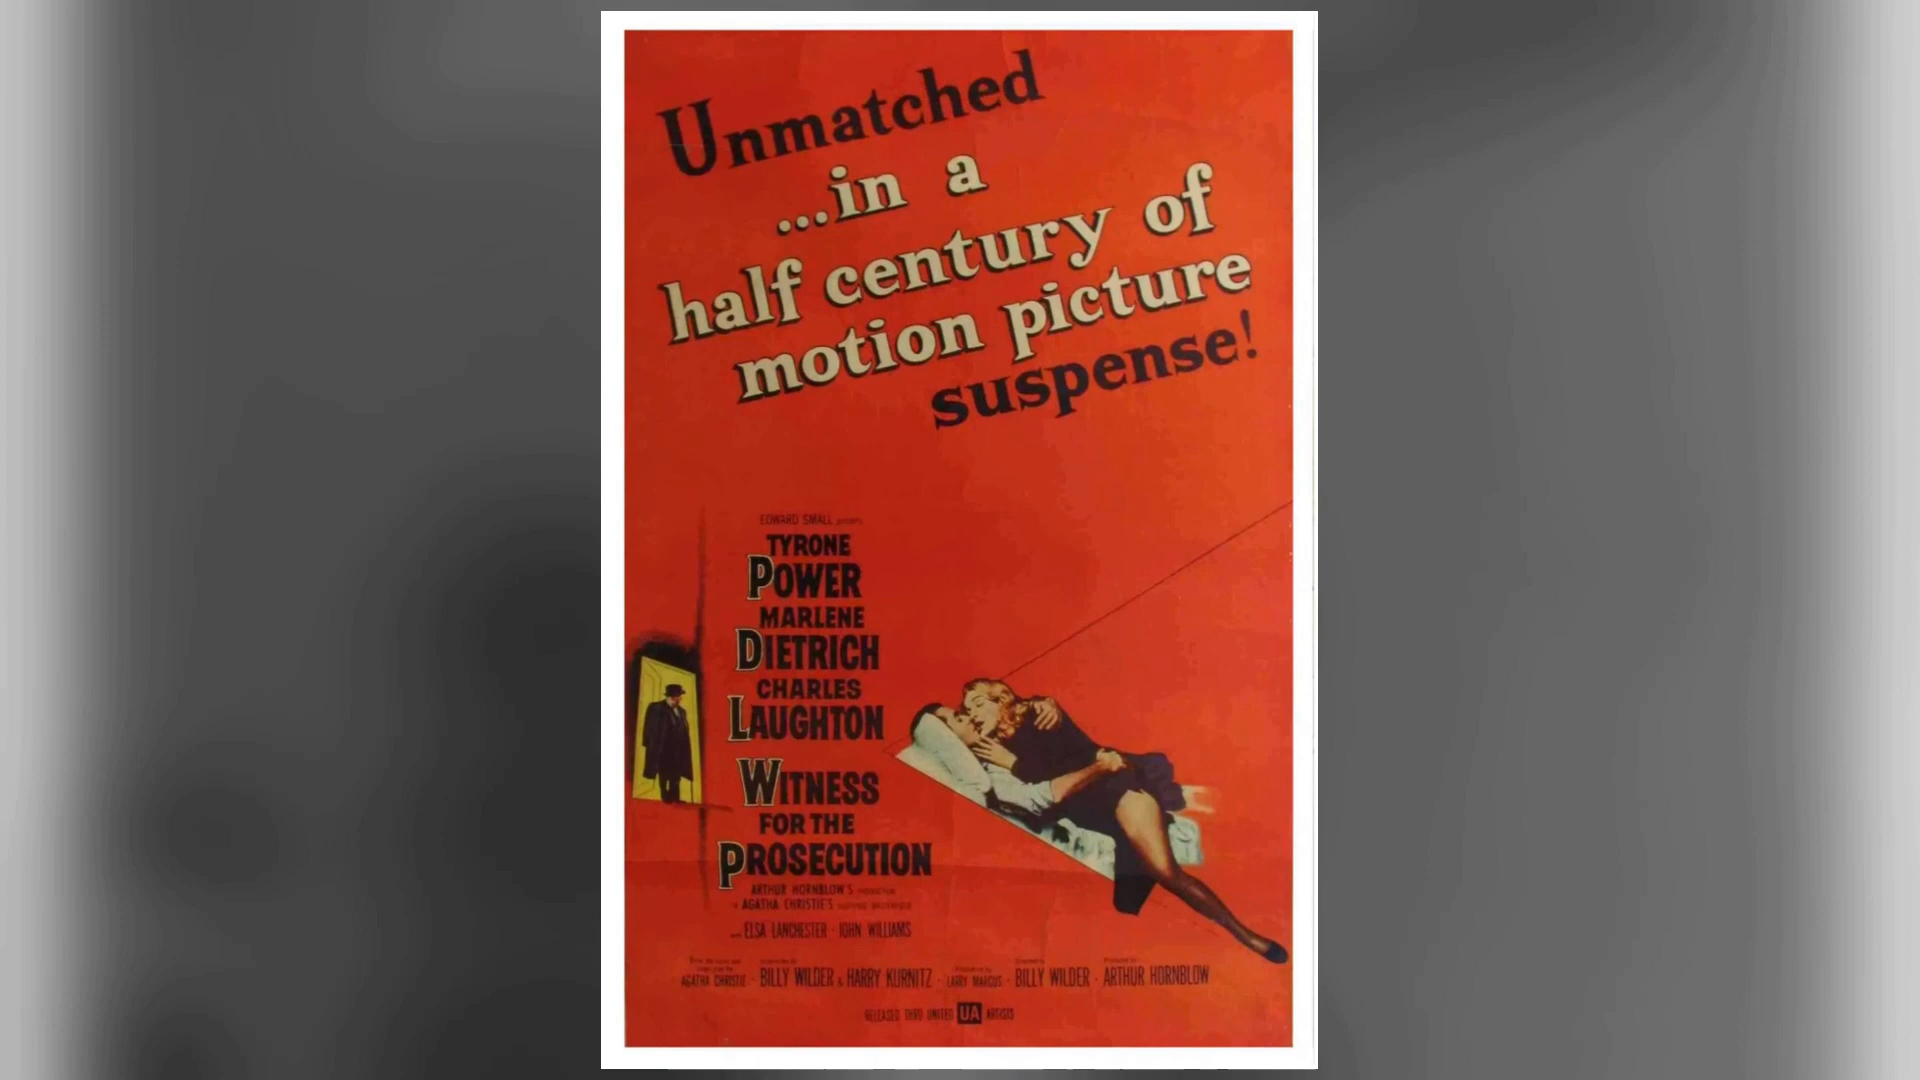 Unmatched
...in a
half century of
motion picture
suspense!
EDWARD SMALL presents
TYRONE
POWER
MARLENE
DIETRICH
CHARLES
LAUGHTON
WITNESS
FOR THE
PROSECUTION
ARTHUR HORNBLOW'S PRODUCTION
AGATHA CHRISTIE'S
ELSA LANCHESTER · JOHN WILLIAMS
AGATHA CHRISTIE · BILLY WILDER & HARRY KURNITZ · LARRY MARCUS · BILLY WILDER · ARTHUR HORNBLOW
RELEASED THRU UNITED UA ARTISTS